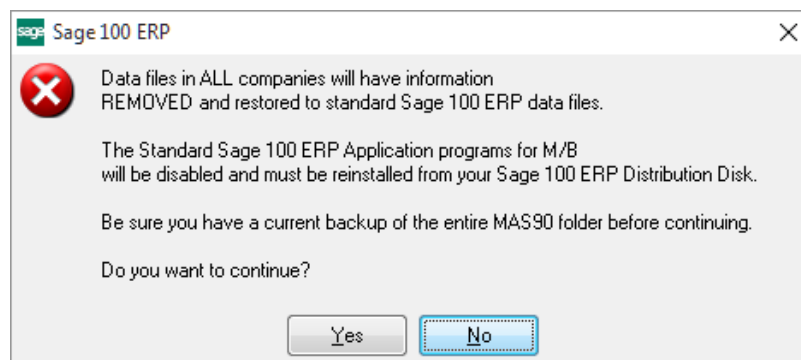 sage Sage 100 ERP
Data files in ALL companies will have information
REMOVED and restored to standard Sage 100 ERP data files.
The Standard Sage 100 ERP Application programs for M/B
will be disabled and must be reinstalled from your Sage 100 ERP Distribution Disk.
Be sure you have a current backup of the entire MAS90 folder before continuing.
Do you want to continue?
Yes No